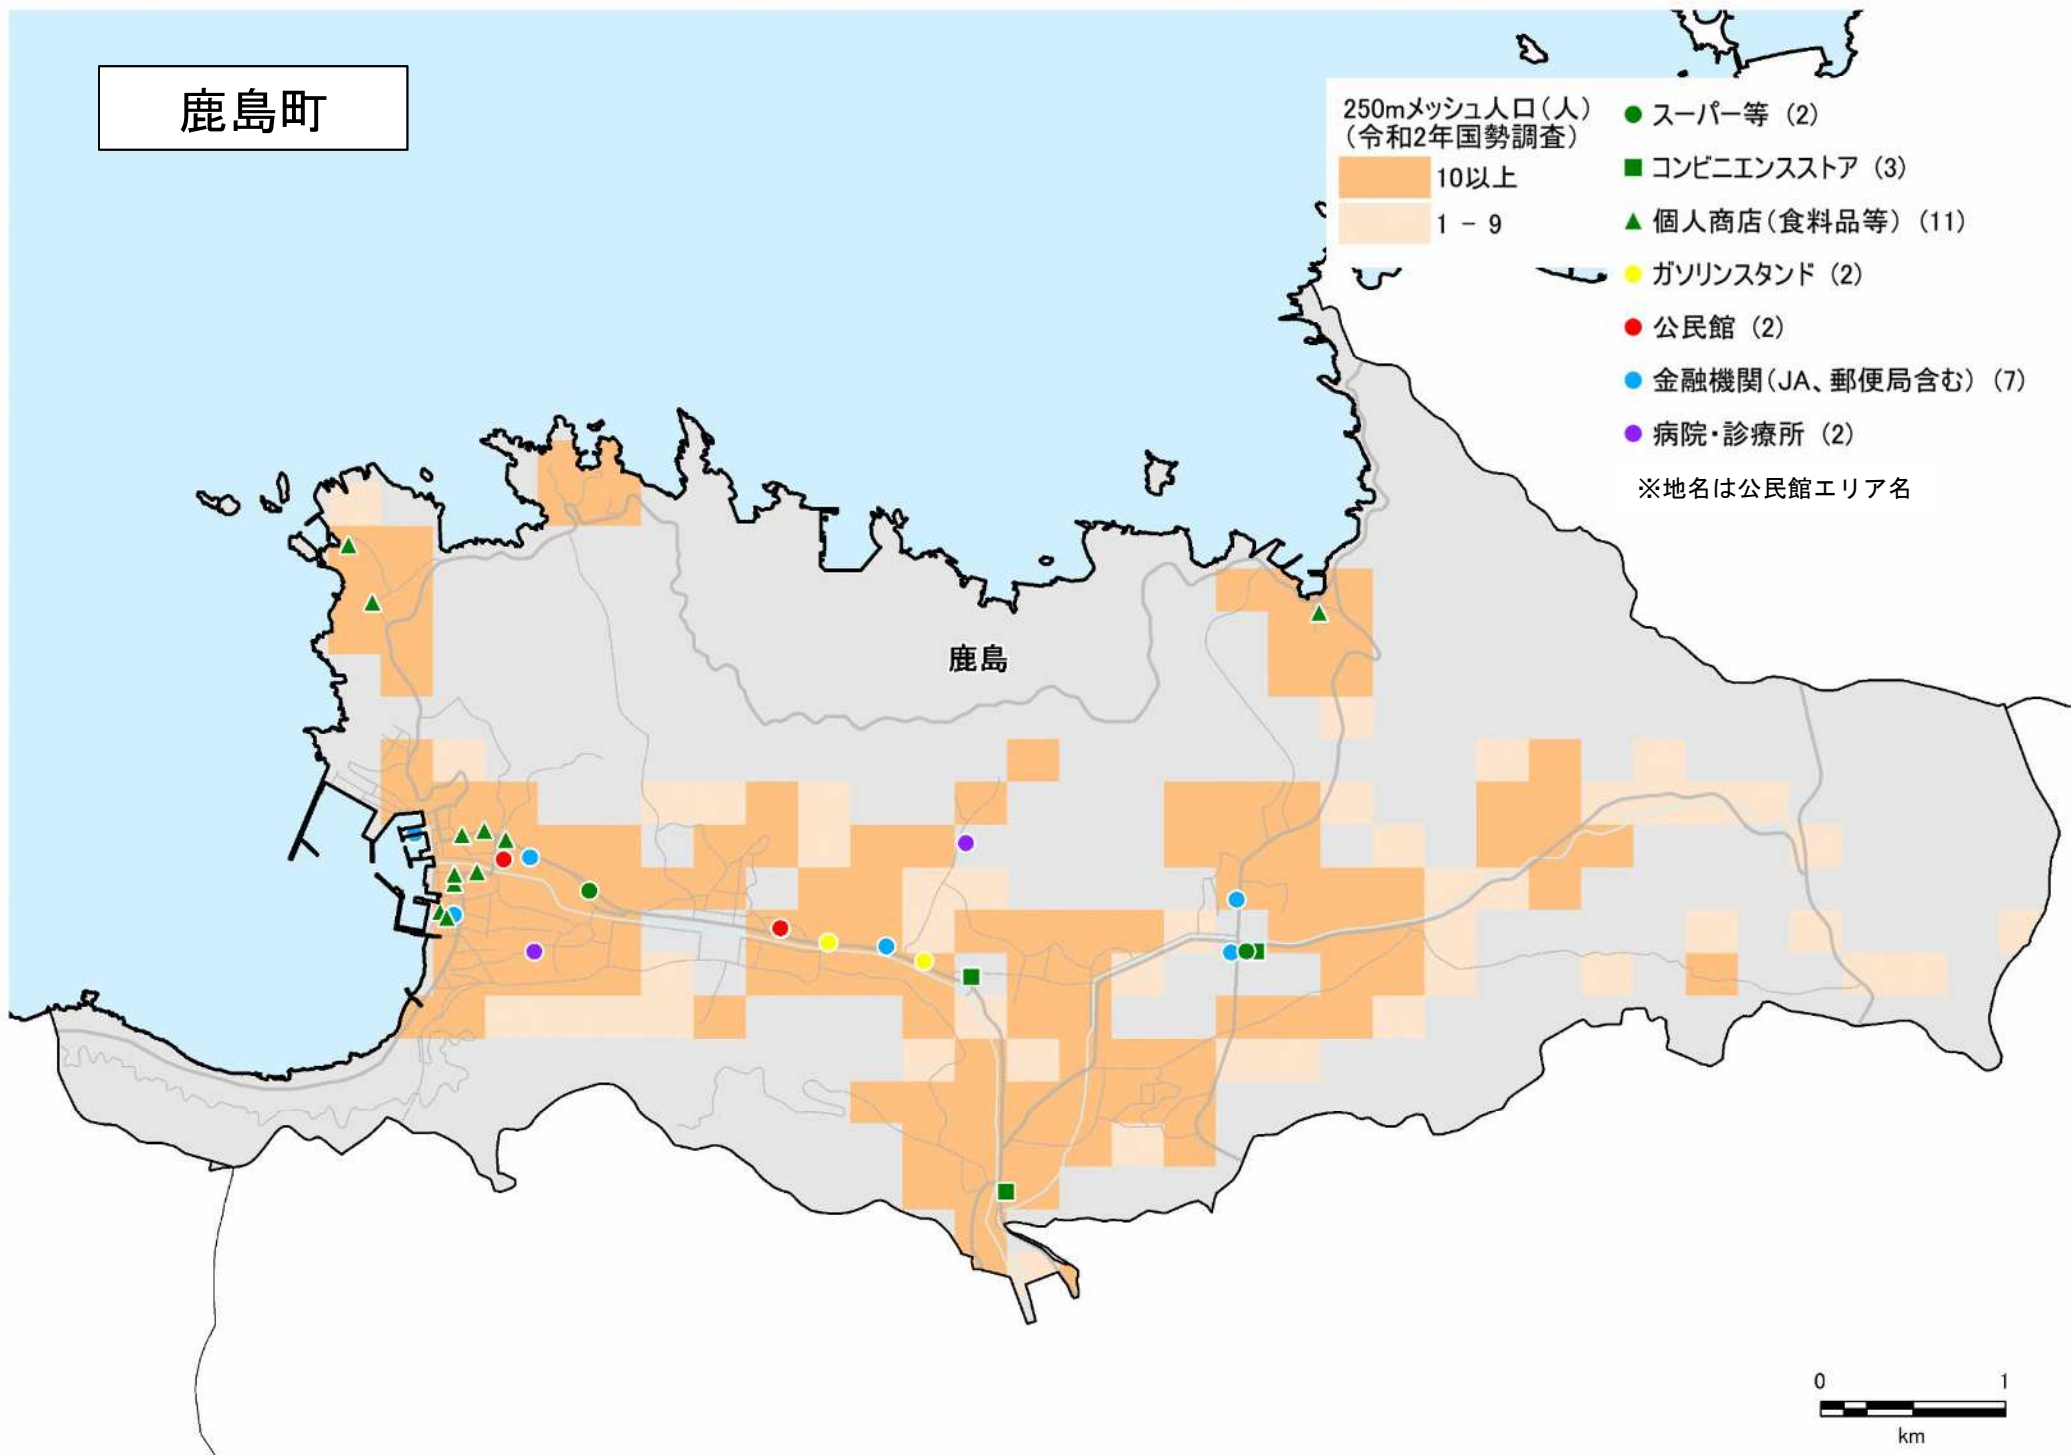 鹿島町
250mメッシュ人口(人)
(令和2年国勢調査)
10以上
1 - 9
スーパー等 (2)
コンビニエンスストア (3)
個人商店(食料品等) (11)
ガソリンスタンド (2)
公民館 (2)
金融機関(JA、郵便局含む) (7)
病院・診療所 (2)
※地名は公民館エリア名
鹿島
0 1
km